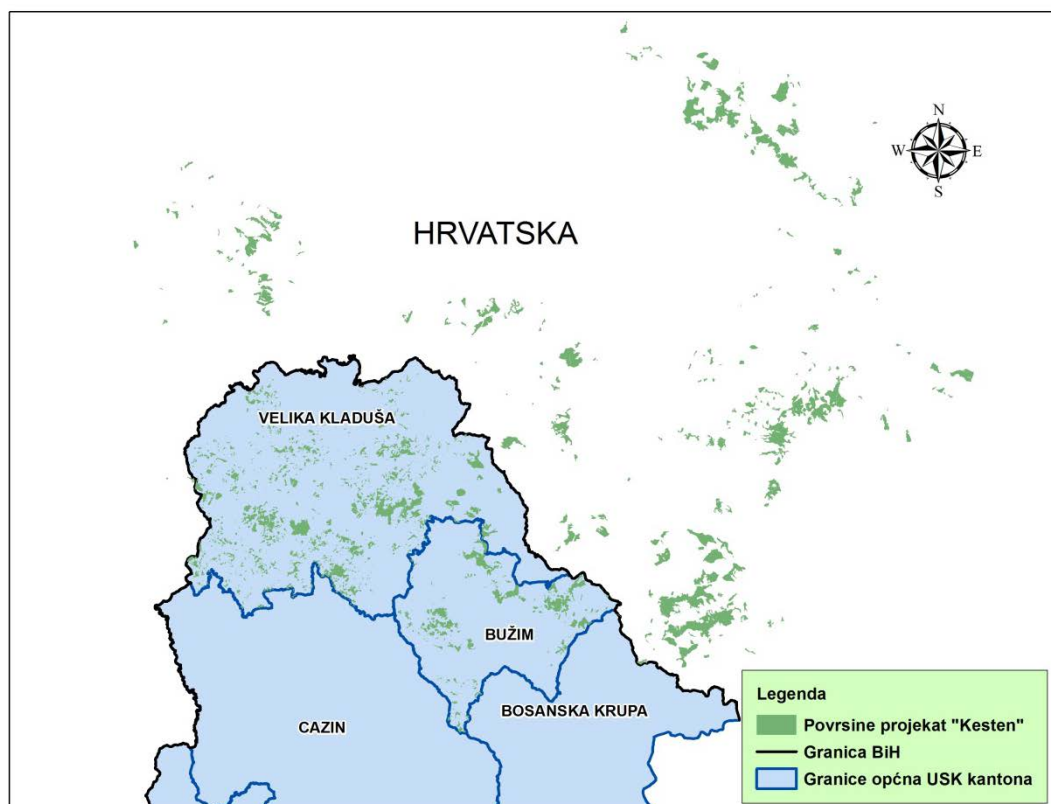 N
W E
S
HRVATSKA
VELIKA KLADUŠA
BUŽIM
BOSANSKA KRUPA
CAZIN
Legenda
Povrsine projekat "Kesten"
Granica BiH
Granice općna USK kantona